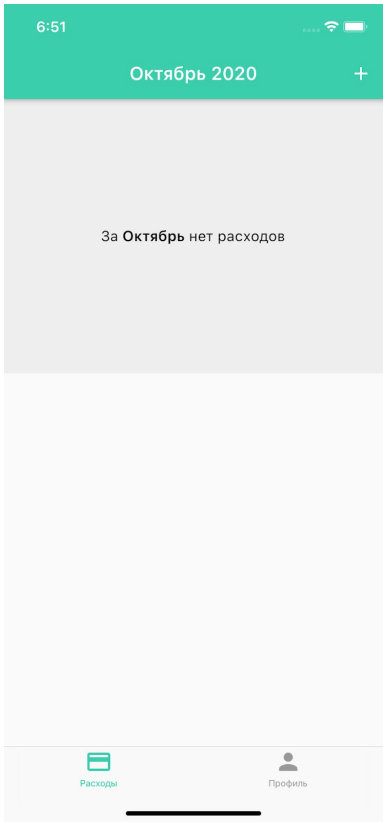 6:51
Октябрь 2020
За Октябрь нет расходов
Расходы
Профиль